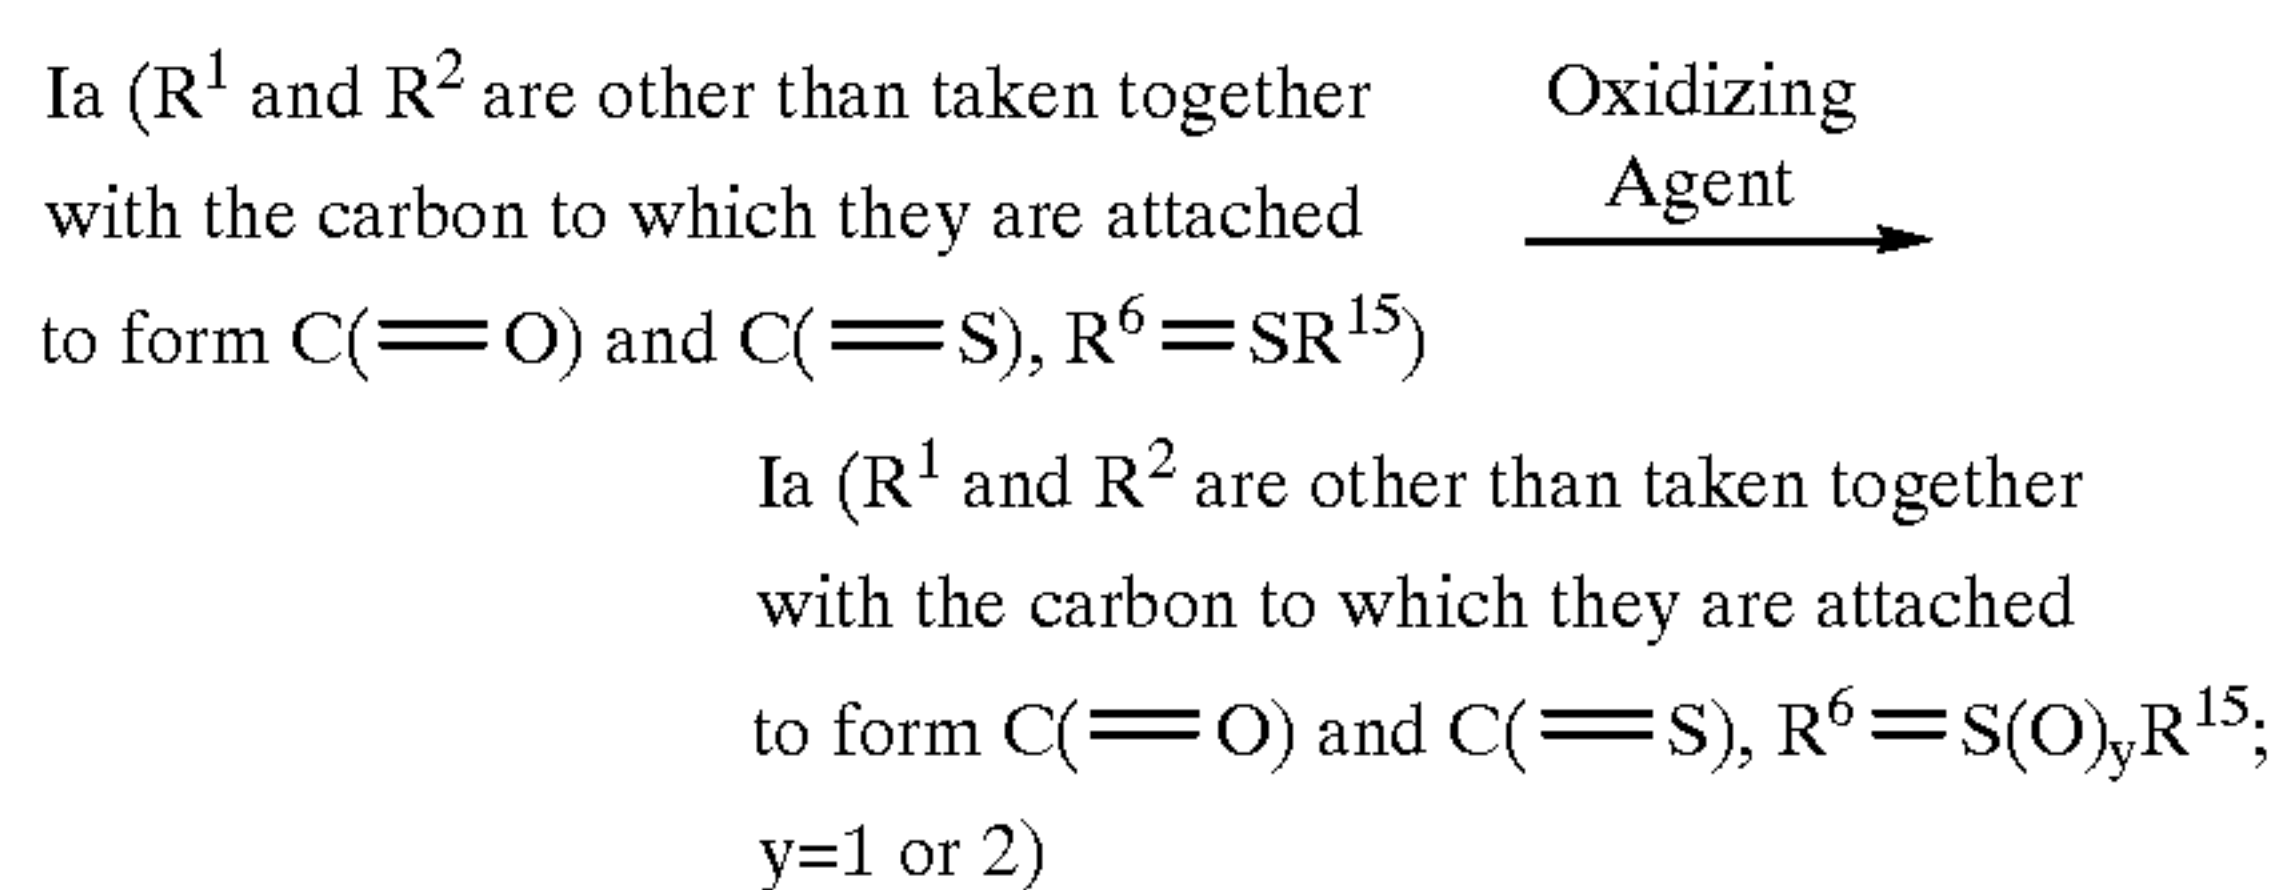 Ia (R¹ and R² are other than taken together
with the carbon to which they are attached
to form C(=O) and C(=S), R⁶=SR¹⁵)
Oxidizing
Agent
Ia (R¹ and R² are other than taken together
with the carbon to which they are attached
to form C(=O) and C(=S), R⁶=S(O)ᵧR¹⁵;
y=1 or 2)